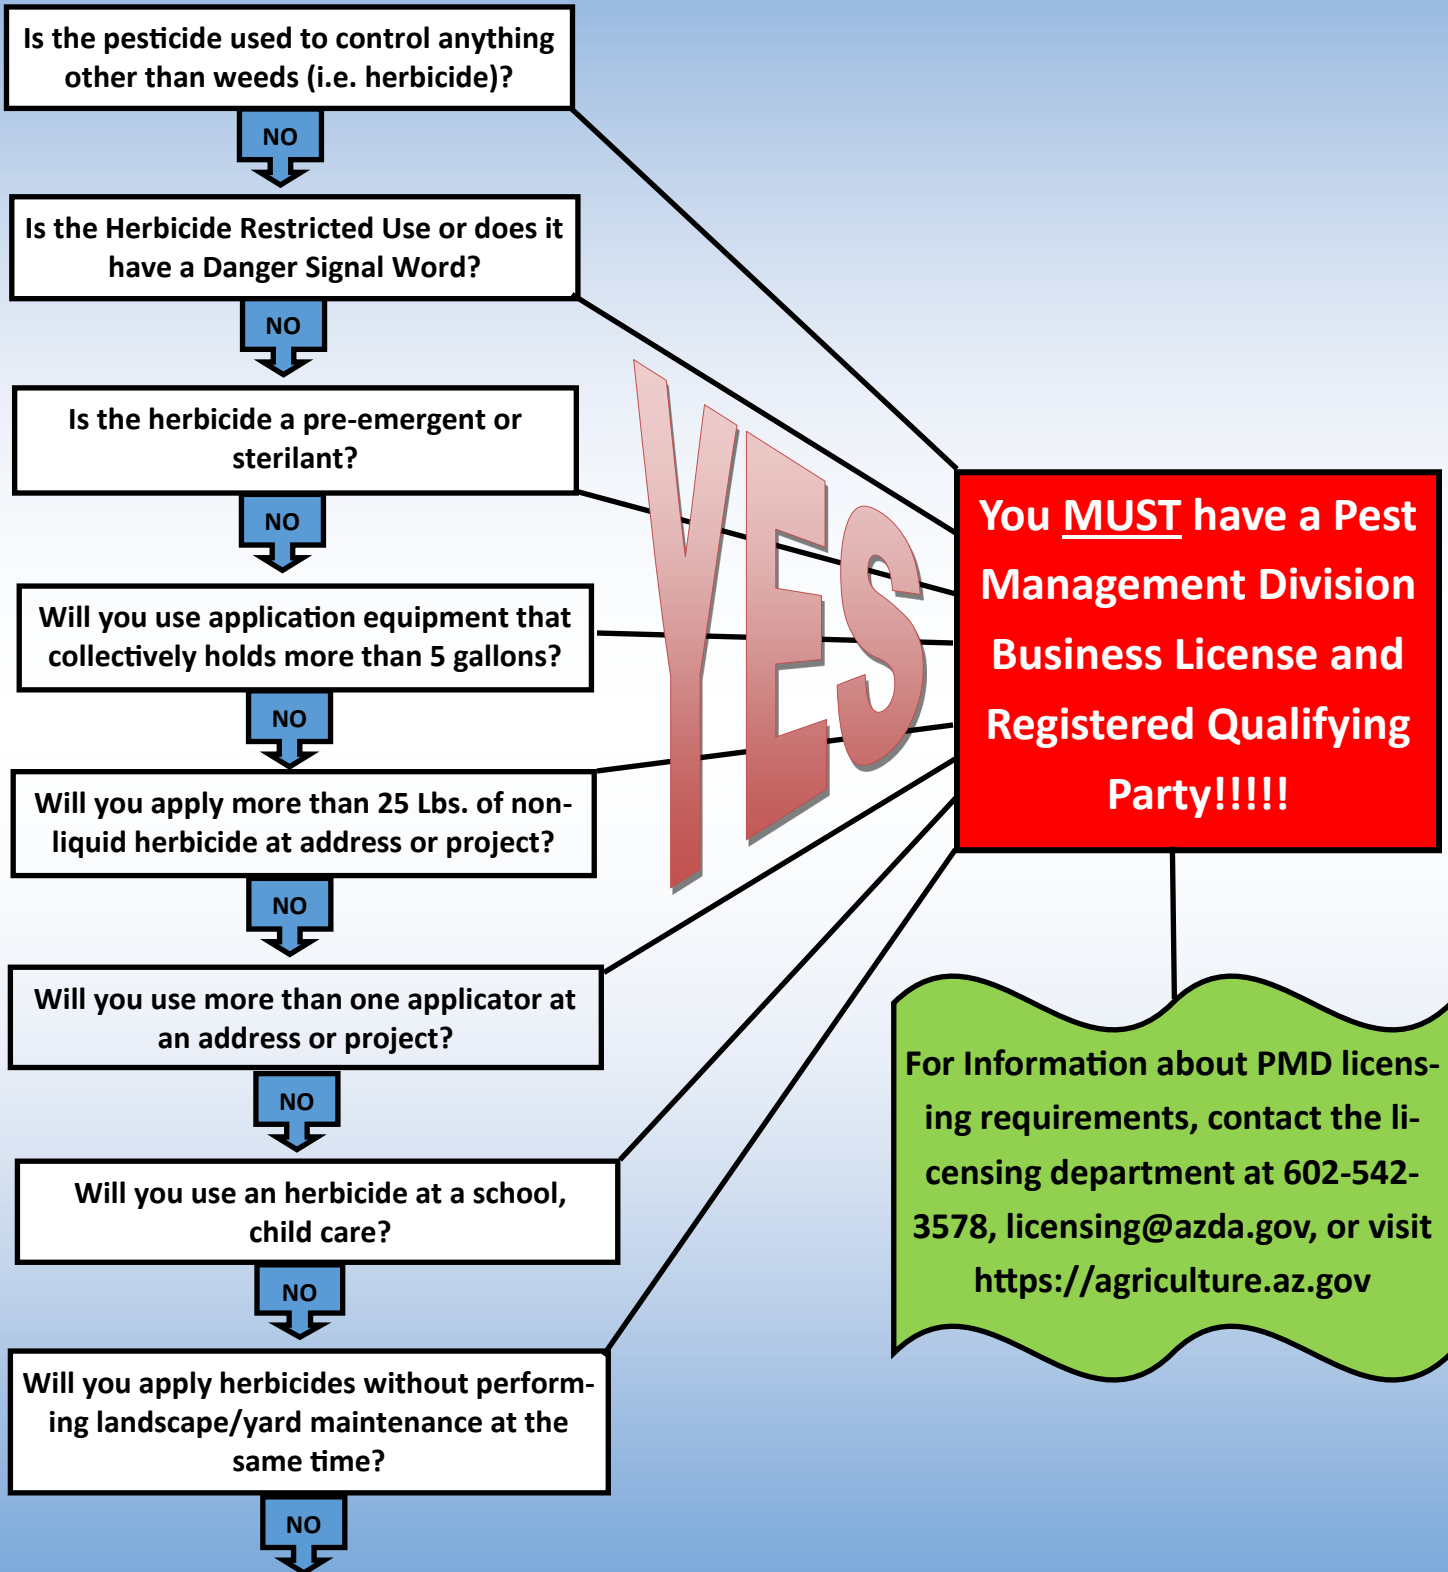 Is the pesticide used to control anything
other than weeds (i.e. herbicide)?
NO
Is the Herbicide Restricted Use or does it
have a Danger Signal Word?
NO
Is the herbicide a pre-emergent or
sterilant?
NO
Will you use application equipment that
collectively holds more than 5 gallons?
NO
Will you apply more than 25 Lbs. of non-
liquid herbicide at address or project?
NO
Will you use more than one applicator at
an address or project?
NO
Will you use an herbicide at a school,
child care?
NO
Will you apply herbicides without perform-
ing landscape/yard maintenance at the
same time?
NO
YES
You MUST have a Pest
Management Division
Business License and
Registered Qualifying
Party!!!!!
For Information about PMD licens-
ing requirements, contact the li-
censing department at 602-542-
3578, licensing@azda.gov, or visit
https://agriculture.az.gov